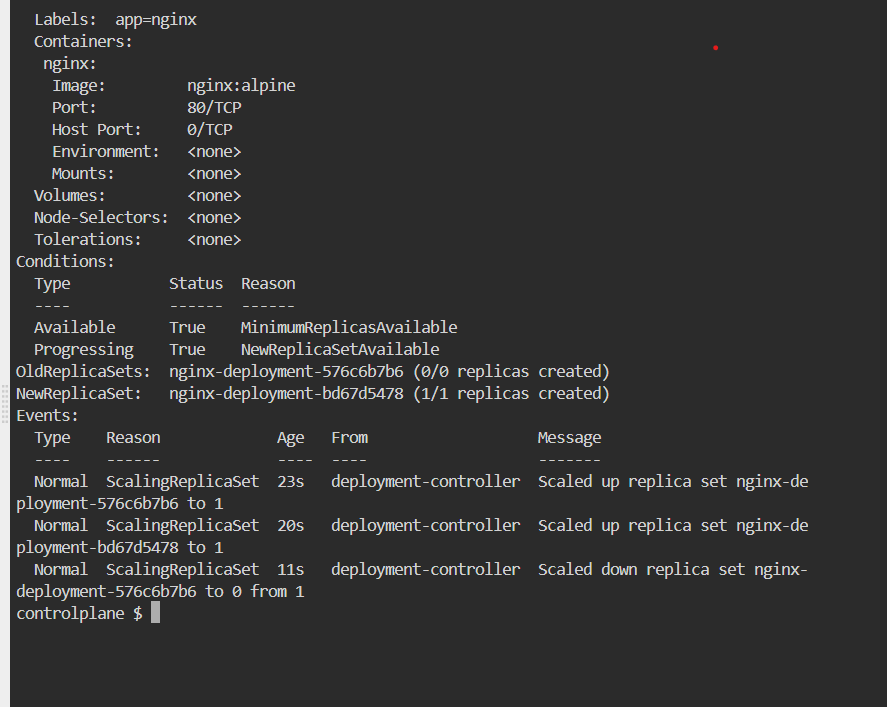 Labels:  app=nginx
Containers:
nginx:
Image:         nginx:alpine
Port:          80/TCP
Host Port:     0/TCP
Environment:   <none>
Mounts:        <none>
Volumes:         <none>
Node-Selectors:  <none>
Tolerations:     <none>
Conditions:
Type           Status  Reason
----           ------  ------
Available      True    MinimumReplicasAvailable
Progressing    True    NewReplicaSetAvailable
OldReplicaSets:  nginx-deployment-576c6b7b6 (0/0 replicas created)
NewReplicaSet:   nginx-deployment-bd67d5478 (1/1 replicas created)
Events:
Type    Reason             Age   From                   Message
----    ------             ----  ----                   -------
Normal  ScalingReplicaSet  23s   deployment-controller  Scaled up replica set nginx-de
ployment-576c6b7b6 to 1
Normal  ScalingReplicaSet  20s   deployment-controller  Scaled up replica set nginx-de
ployment-bd67d5478 to 1
Normal  ScalingReplicaSet  11s   deployment-controller  Scaled down replica set nginx-
deployment-576c6b7b6 to 0 from 1
controlplane $